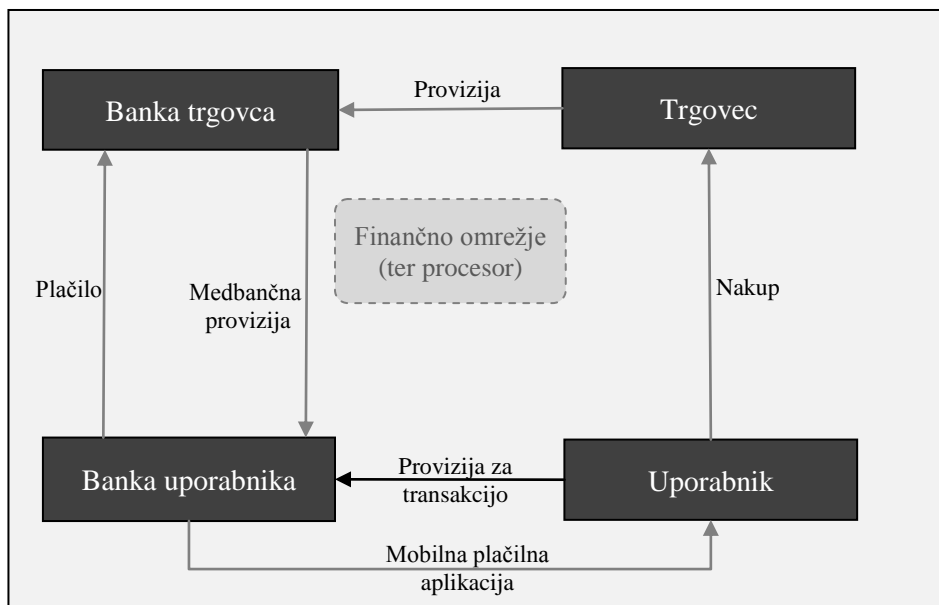 Banka trgovca
Provizija
Trgovec
Finančno omrežje
(ter procesor)
Plačilo
Medbančna
provizija
Nakup
Banka uporabnika
Provizija za
transakcijo
Uporabnik
Mobilna plačilna
aplikacija